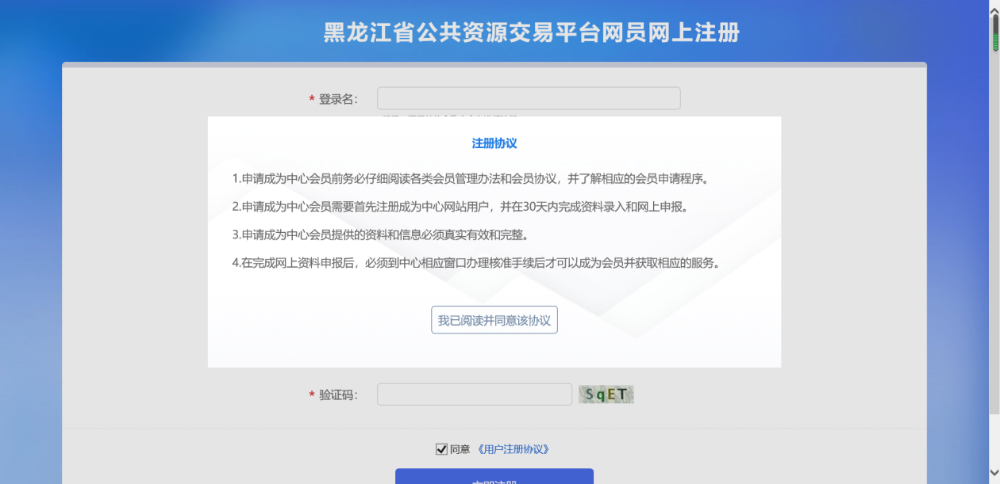 黑龙江省公共资源交易平台网员网上注册
* 登录名：
注册协议
1.申请成为中心会员前务必仔细阅读各类会员管理办法和会员协议，并了解相应的会员申请程序。
2.申请成为中心会员需要首先注册成为中心网站用户，并在30天内完成资料录入和网上申报。
3.申请成为中心会员提供的资料和信息必须真实有效和完整。
4.在完成网上资料申报后，必须到中心相应窗口办理核准手续后才可以成为会员并获取相应的服务。
我已阅读并同意该协议
* 验证码： SqET
同意 《用户注册协议》
立即注册